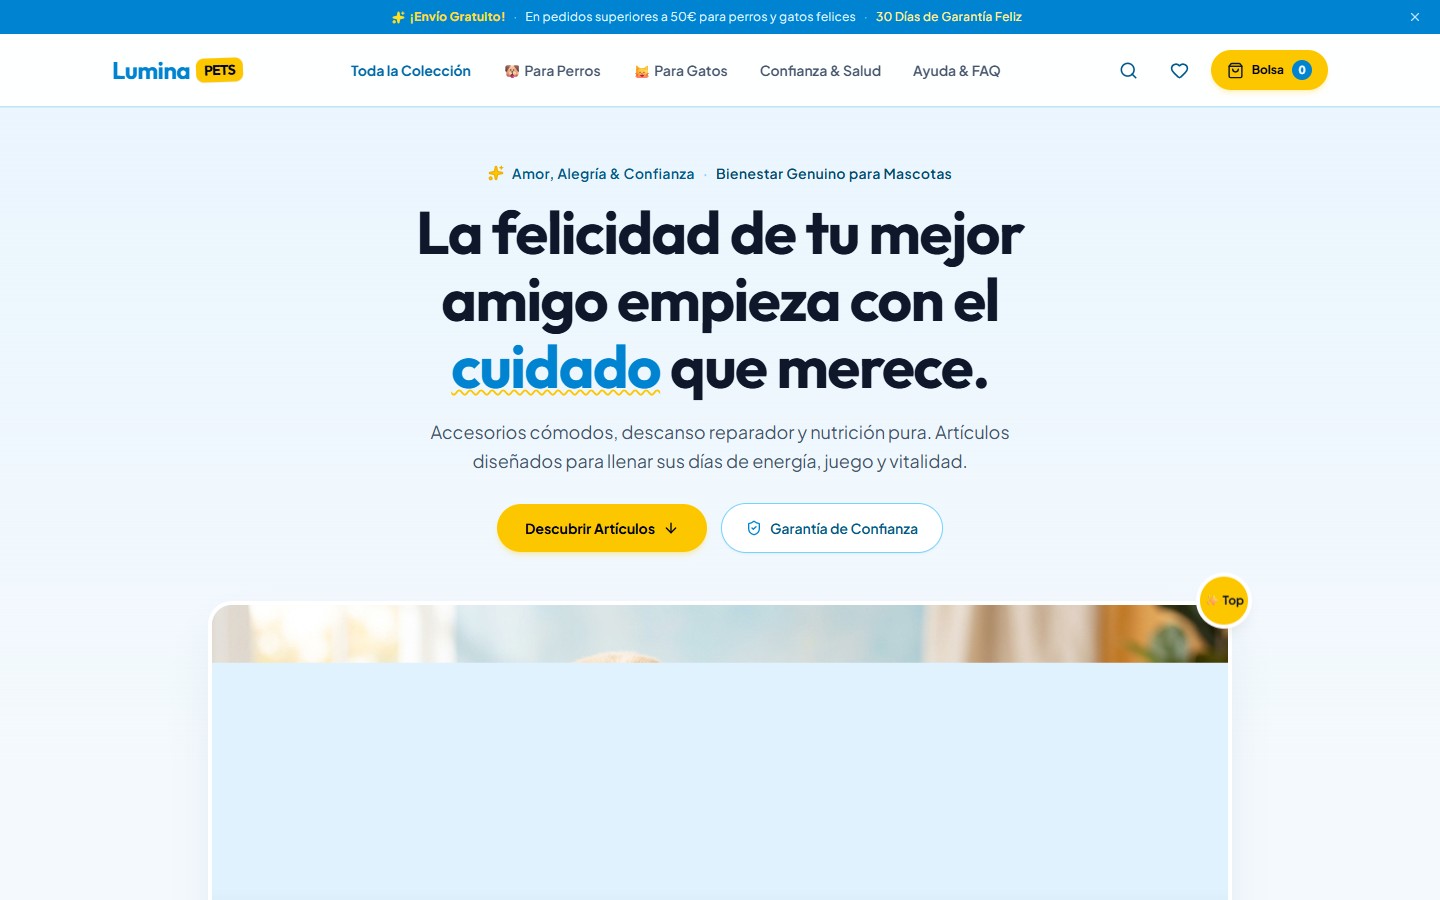 ¡Envío Gratuito! · En pedidos superiores a 50€ para perros y gatos felices · 30 Días de Garantía Feliz
Lumina PETS
Toda la Colección
Para Perros
Para Gatos
Confianza & Salud
Ayuda & FAQ
Bolsa 0
Amor, Alegría & Confianza · Bienestar Genuino para Mascotas
La felicidad de tu mejor
amigo empieza con el
cuidado que merece.
Accesorios cómodos, descanso reparador y nutrición pura. Artículos
diseñados para llenar sus días de energía, juego y vitalidad.
Descubrir Artículos
Garantía de Confianza
Top